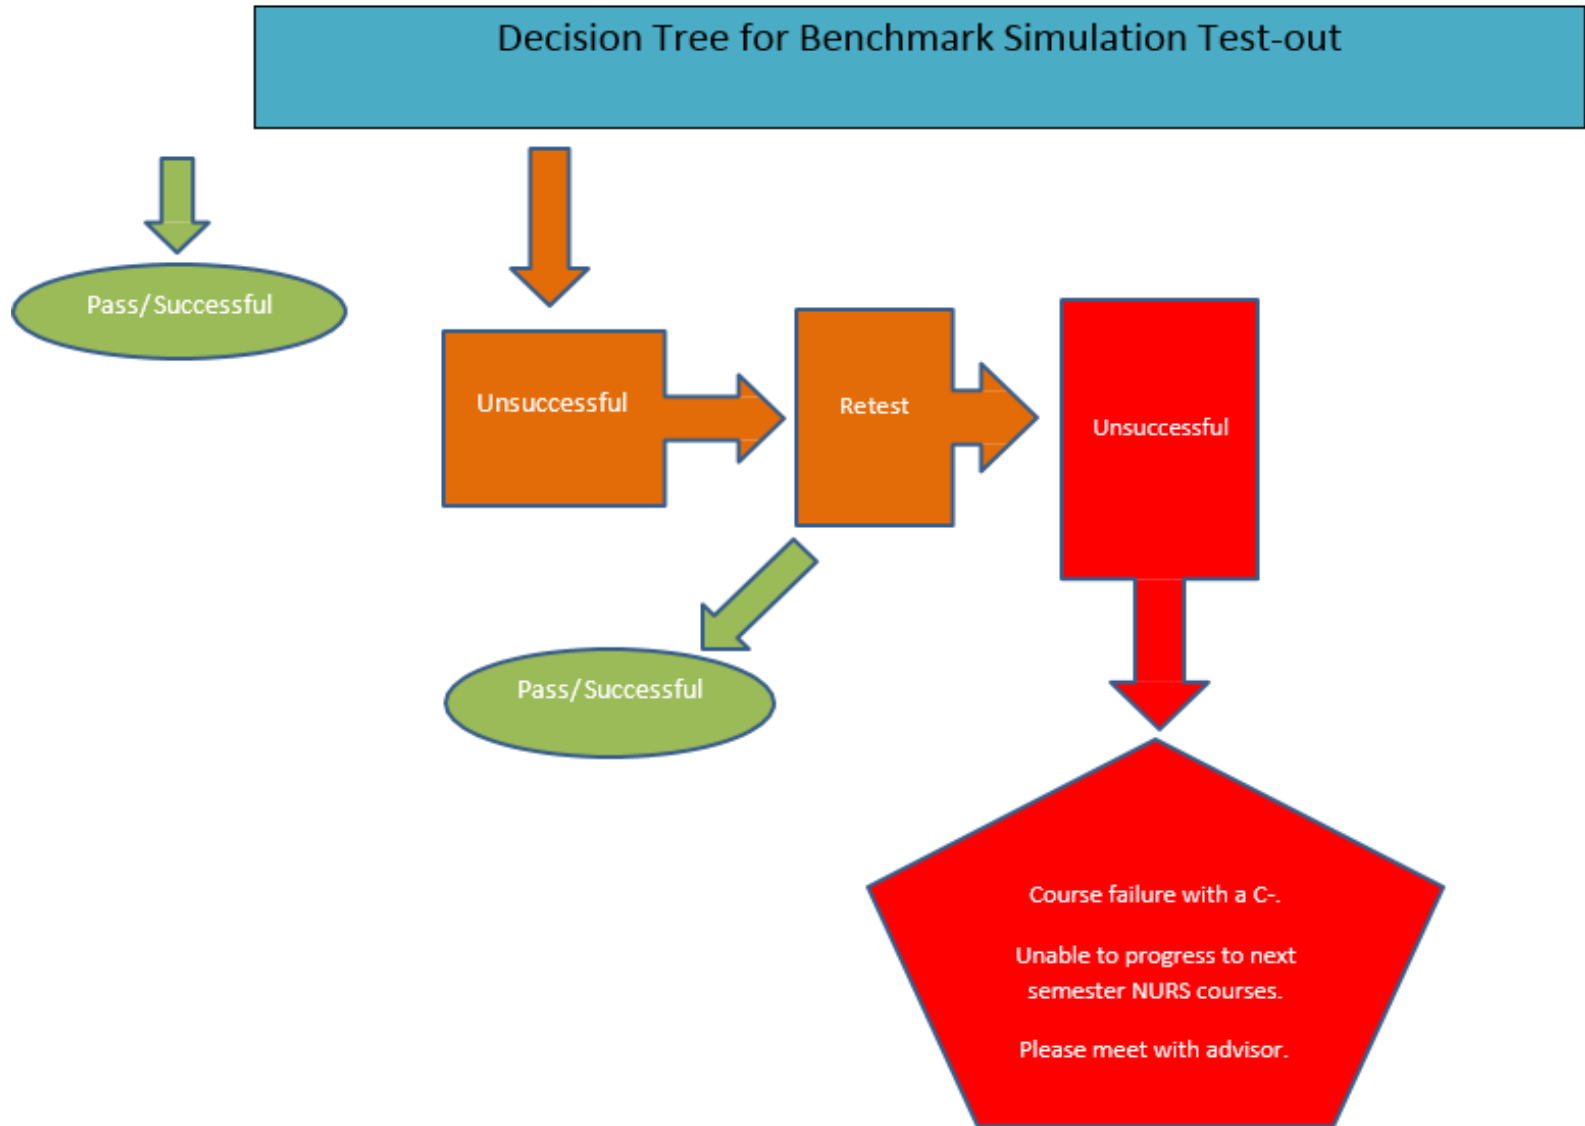 Decision Tree for Benchmark Simulation Test-out
Pass/Successful
Unsuccessful
Retest
Unsuccessful
Pass/Successful
Course failure with a C-.
Unable to progress to next
semester NURS courses.
Please meet with advisor.